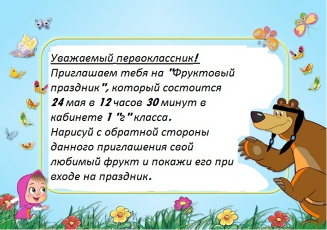 Уважаемый первоклассник!
Приглашаем тебя на "Фруктовый
праздник", который состоится
24 мая в 12 часов 30 минут в
кабинете 1 "г" класса.
Нарисуй с обратной стороны
данного приглашения свой
любимый фрукт и покажи его при
входе на праздник.